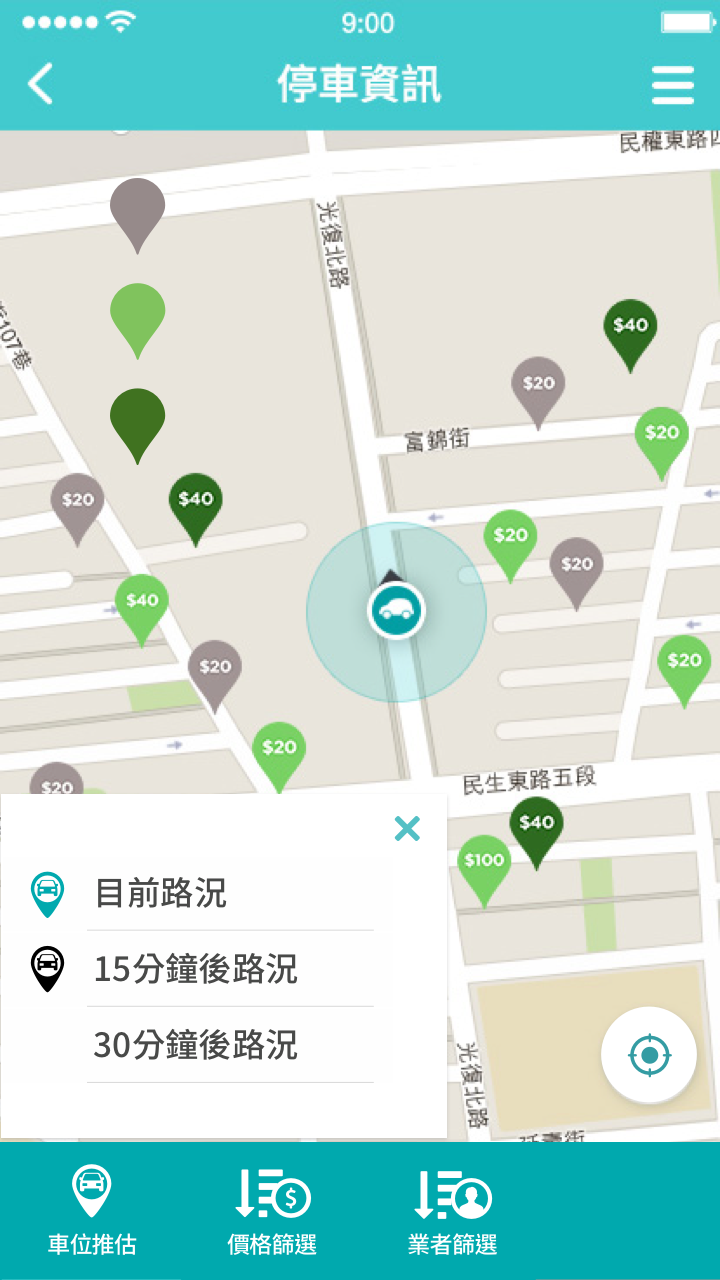 9:00
停車資訊
民權東路四
光復北路
街107巷
$40
$20
$20
$20
$40
$20
$20
$40
$20
$20
$20
$20
富錦街
民生東路五段
$40
$100
目前路況
15分鐘後路況
30分鐘後路況
光復北路
延壽街
車位推估
價格篩選
業者篩選